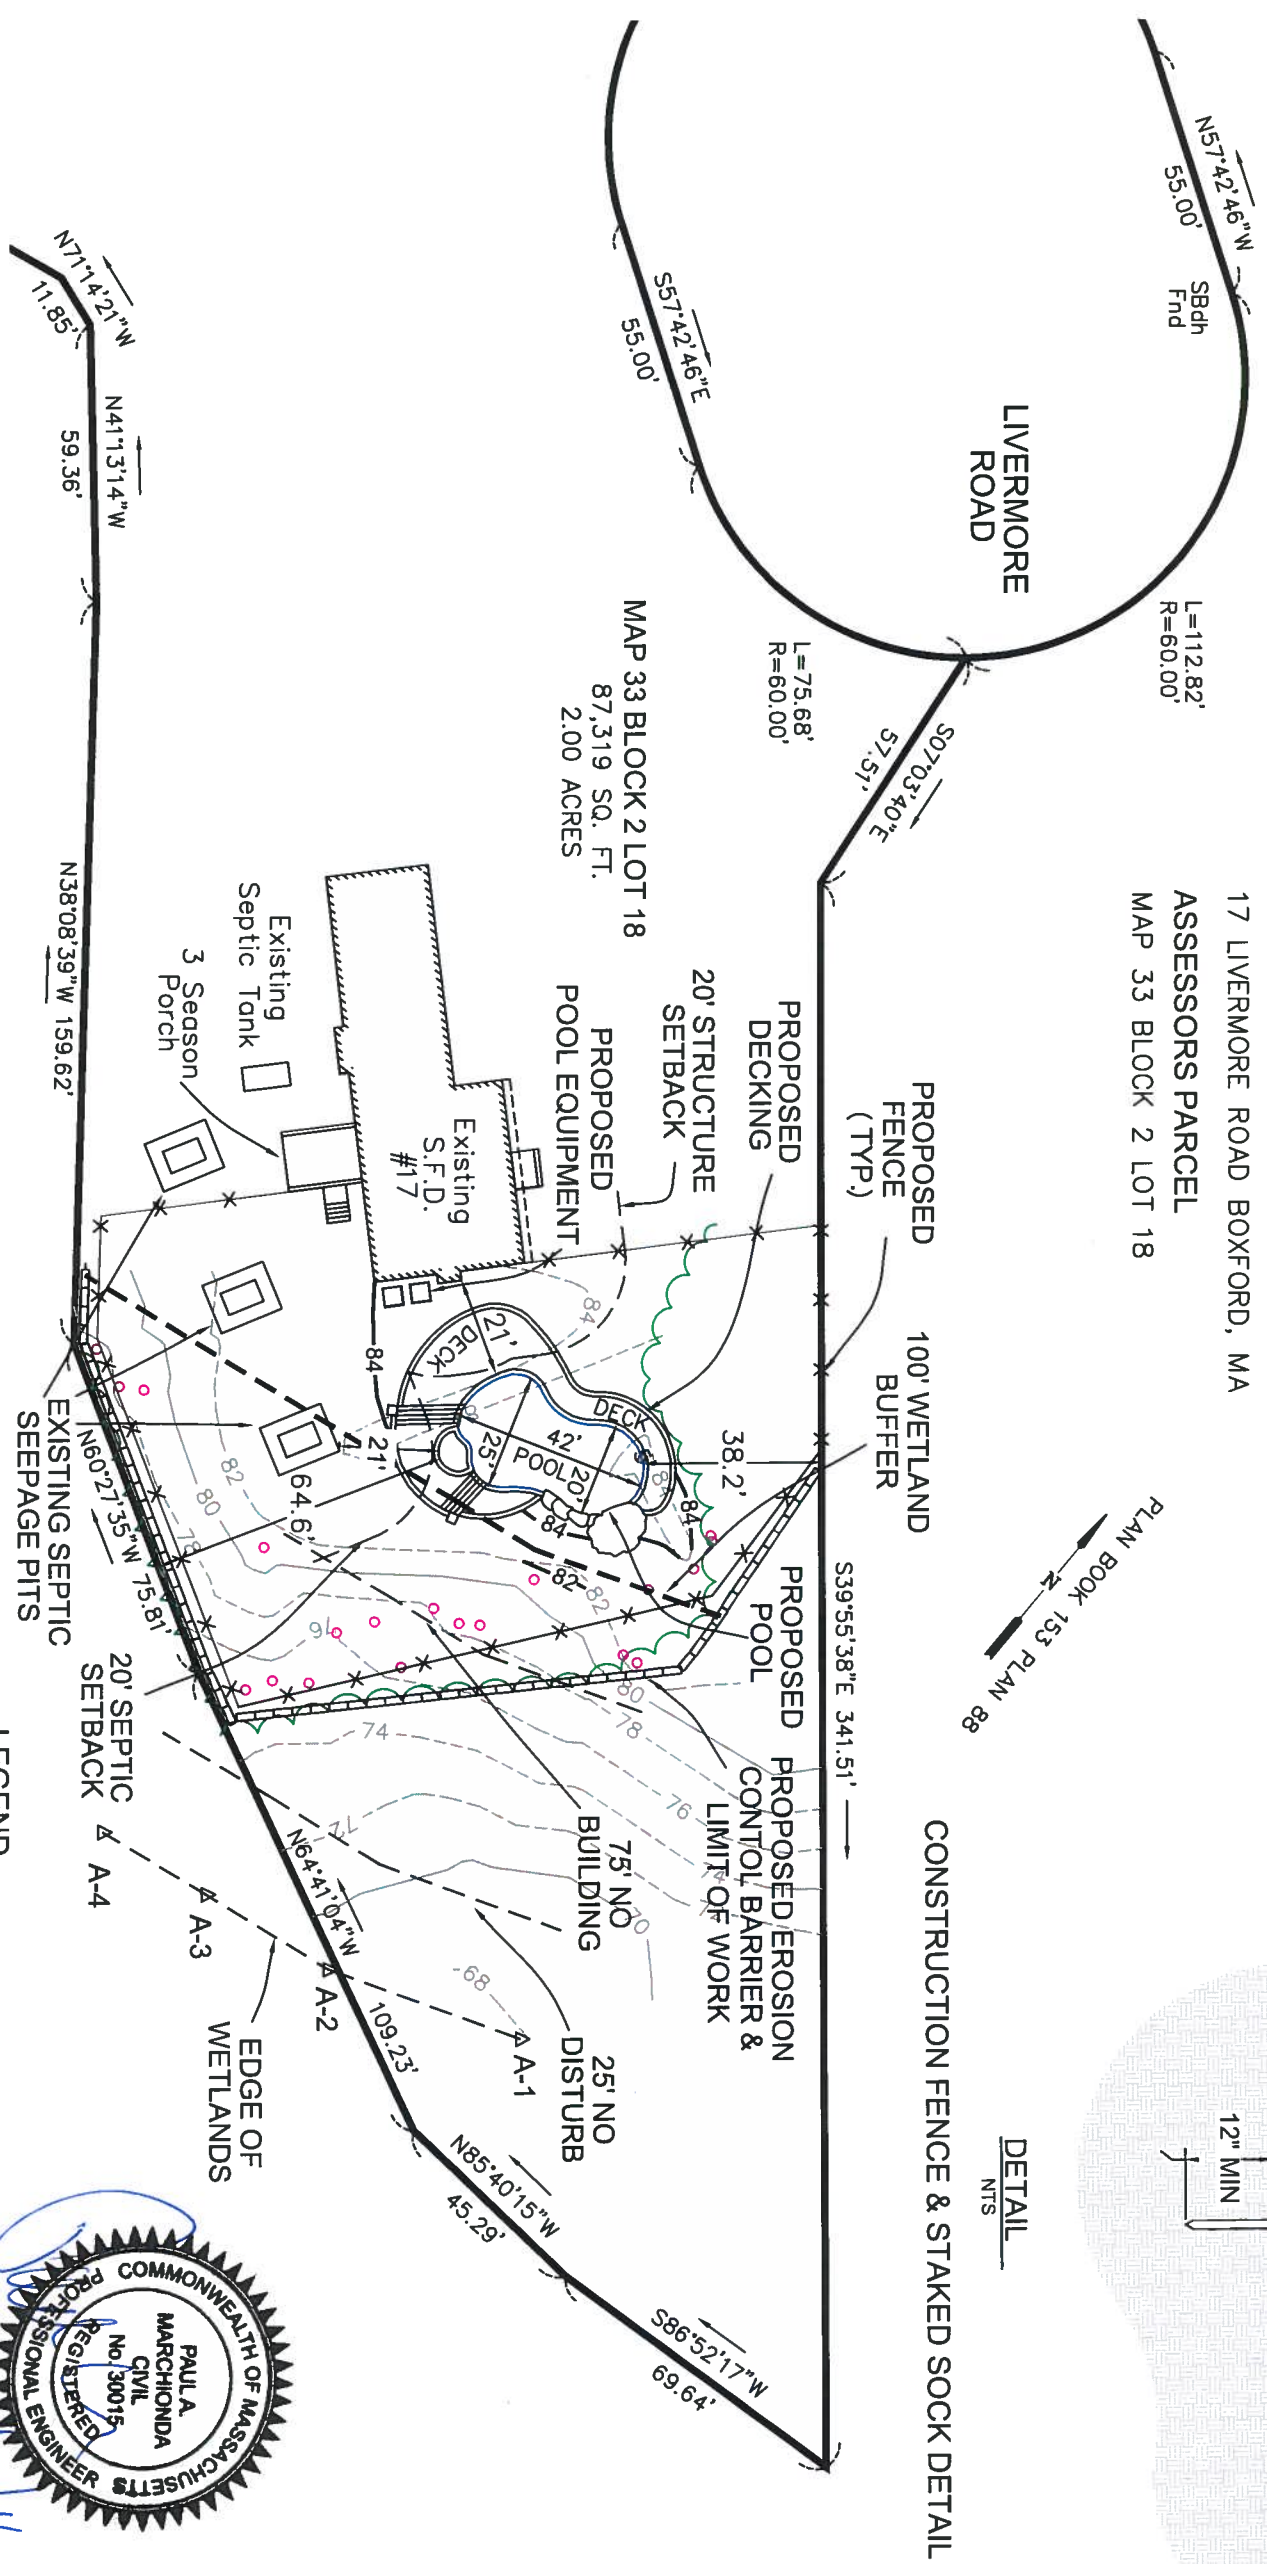 17 LIVERMORE ROAD BOXFORD, MA
ASSESSORS PARCEL
MAP 33 BLOCK 2 LOT 18
12" MIN
DETAIL
NTS
CONSTRUCTION FENCE & STAKED SOCK DETAIL
PLAN BOOK 153 PLAN 88
N
N57°42'46"W
55.00'
SBdh
Fnd
LIVERMORE
ROAD
L=112.82'
R=60.00'
S57°42'46"E
55.00'
L=75.68'
R=60.00'
S07°03'40"E
57.51'
S39°55'38"E 341.51'
MAP 33 BLOCK 2 LOT 18
87,319 SQ. FT.
2.00 ACRES
PROPOSED
FENCE
(TYP.)
100' WETLAND
BUFFER
PROPOSED
DECKING
20' STRUCTURE
SETBACK
PROPOSED
POOL EQUIPMENT
PROPOSED
POOL
PROPOSED EROSION
CONTOL BARRIER &
LIMIT OF WORK
75' NO
BUILDING
25' NO
DISTURB
Existing
S.F.D.
#17
Existing
Septic Tank
3 Season
Porch
DECK
21'
DECK
42'
POOL
25'
20'
38.2'
21'
64.6'
84
84
84
84
84
82
82
82
80
80
78
78
76
76
74
74
72
72
70
68
N71°14'21"W
11.85'
N41°13'14"W
59.36'
N38°08'39"W 159.62'
N60°27'35"W 75.81'
N64°41'04"W
109.23'
N85°40'15"W
45.29'
S86°52'17"W
69.64'
EXISTING SEPTIC
SEEPAGE PITS
20' SEPTIC
SETBACK
A-4
A-3
A-2
A-1
EDGE OF
WETLANDS
LEGEND
COMMONWEALTH OF MASSACHUSETTS
PAUL A.
MARCHIONDA
CIVIL
No. 30015
REGISTERED
PROFESSIONAL ENGINEER